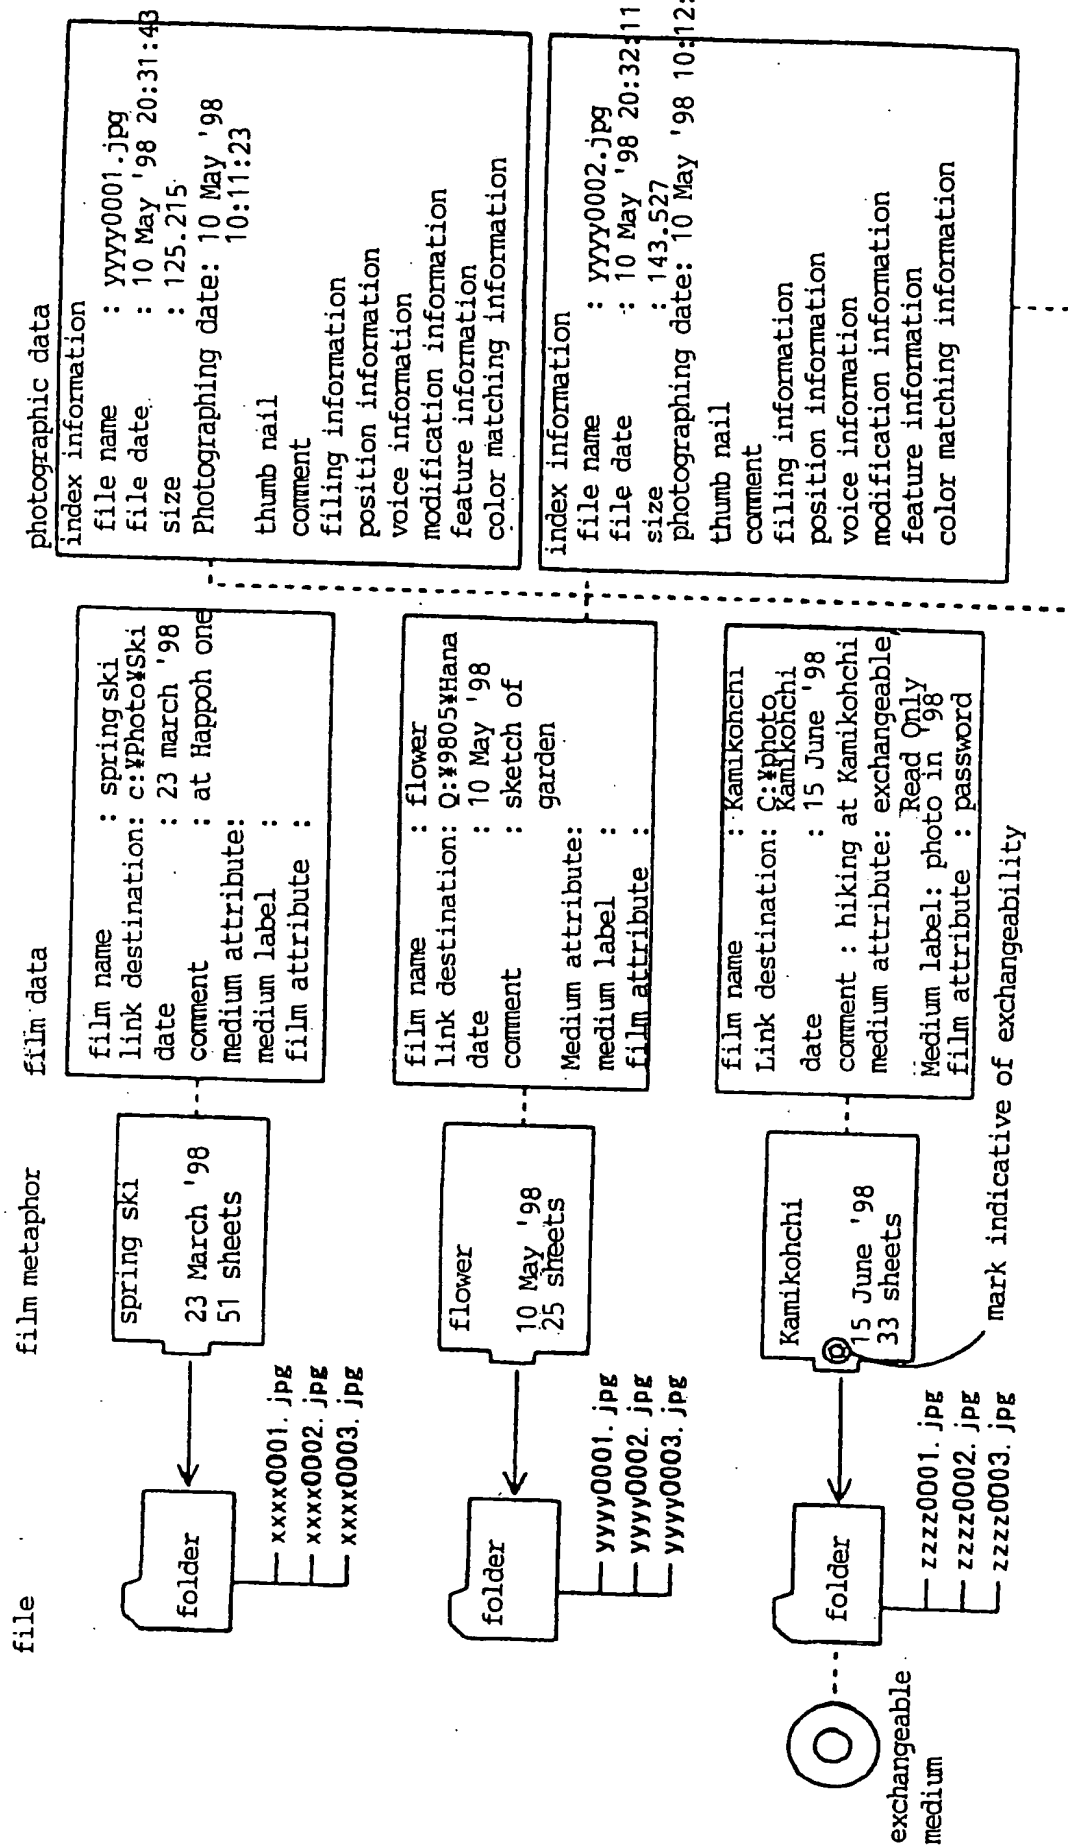 file
film metaphor
film data
photographic data
folder
xxxx0001.jpg
xxxx0002.jpg
xxxx0003.jpg
spring ski
23 March '98
51 sheets
film name : spring ski
link destination: c:¥Photo¥Ski
date : 23 march '98
comment : at Happoh one
medium attribute:
medium label :
film attribute :
index information
file name : yyyy0001.jpg
file date : 10 May '98 20:31:43
size : 125.215
Photographing date: 10 May '98
10:11:23
thumb nail
comment
filing information
position information
voice information
modification information
feature information
color matching information
folder
yyyy0001.jpg
yyyy0002.jpg
yyyy0003.jpg
flower
10 May '98
25 sheets
film name : flower
link destination: Q:¥9805¥Hana
date : 10 May '98
comment : sketch of
garden
Medium attribute:
medium label :
film attribute :
index information
file name : yyyy0002.jpg
file date : 10 May '98 20:32:11
size : 143.527
photographing date: 10 May '98 10:12:
thumb nail
comment
filing information
position information
voice information
modification information
feature information
color matching information
exchangeable
medium
folder
zzzz0001.jpg
zzzz0002.jpg
zzzz0003.jpg
Kamikohchi
15 June '98
33 sheets
mark indicative of exchangeability
film name : Kamikohchi
Link destination: C:¥photo
Kamikohchi
date : 15 June '98
comment : hiking at Kamikohchi
medium attribute: exchangeable,
Read Only
Medium label: photo in '98
film attribute : password